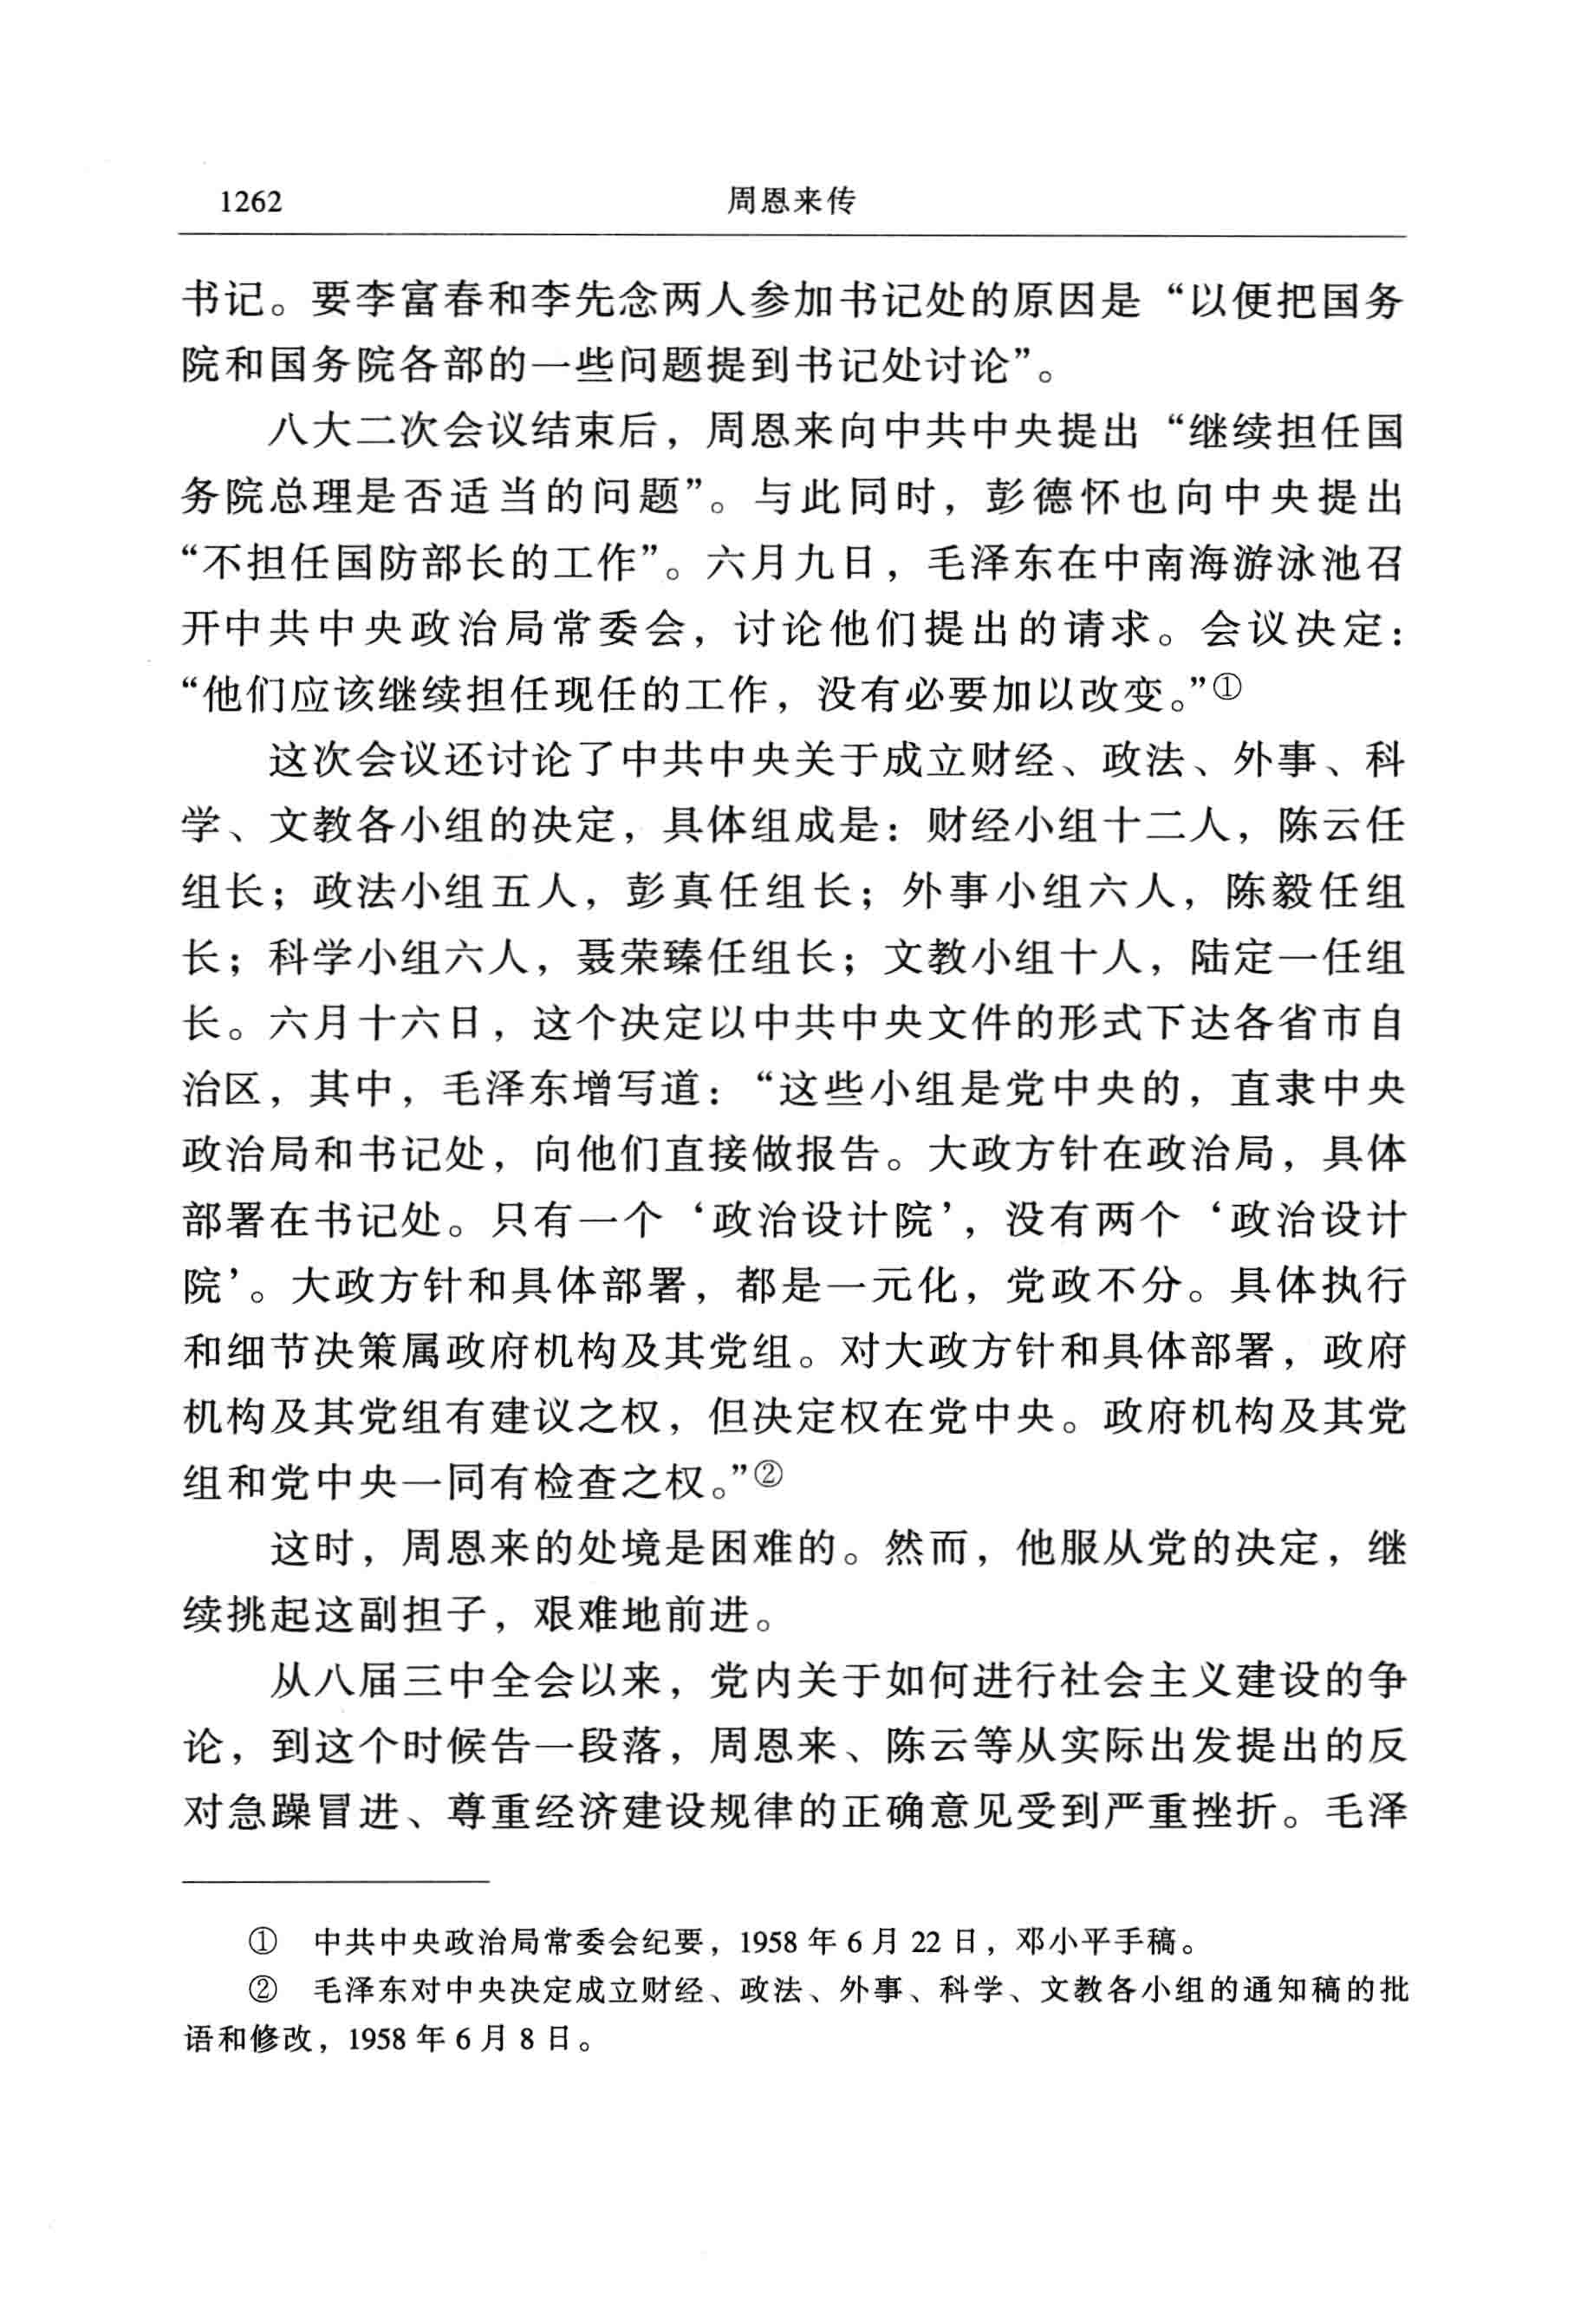 1262
周恩来传
书记。要李富春和李先念两人参加书记处的原因是“以便把国务
院和国务院各部的一些问题提到书记处讨论”。
八大二次会议结束后，周恩来向中共中央提出“继续担任国
务院总理是否适当的问题”。与此同时，彭德怀也向中央提出
“不担任国防部长的工作”。六月九日，毛泽东在中南海游泳池召
开中共中央政治局常委会，讨论他们提出的请求。会议决定：
“他们应该继续担任现任的工作，没有必要加以改变。”①
这次会议还讨论了中共中央关于成立财经、政法、外事、科
学、文教各小组的决定，具体组成是：财经小组十二人，陈云任
组长；政法小组五人，彭真任组长；外事小组六人，陈毅任组
长；科学小组六人，聂荣臻任组长；文教小组十人，陆定一任组
长。六月十六日，这个决定以中共中央文件的形式下达各省市自
治区，其中，毛泽东增写道：“这些小组是党中央的，直隶中央
政治局和书记处，向他们直接做报告。大政方针在政治局，具体
部署在书记处。只有一个‘政治设计院’，没有两个‘政治设计
院’。大政方针和具体部署，都是一元化，党政不分。具体执行
和细节决策属政府机构及其党组。对大政方针和具体部署，政府
机构及其党组有建议之权，但决定权在党中央。政府机构及其党
组和党中央一同有检查之权。”②
这时，周恩来的处境是困难的。然而，他服从党的决定，继
续挑起这副担子，艰难地前进。
从八届三中全会以来，党内关于如何进行社会主义建设的争
论，到这个时候告一段落，周恩来、陈云等从实际出发提出的反
对急躁冒进、尊重经济建设规律的正确意见受到严重挫折。毛泽
① 中共中央政治局常委会纪要，1958年6月22日，邓小平手稿。
② 毛泽东对中央决定成立财经、政法、外事、科学、文教各小组的通知稿的批
语和修改，1958年6月8日。